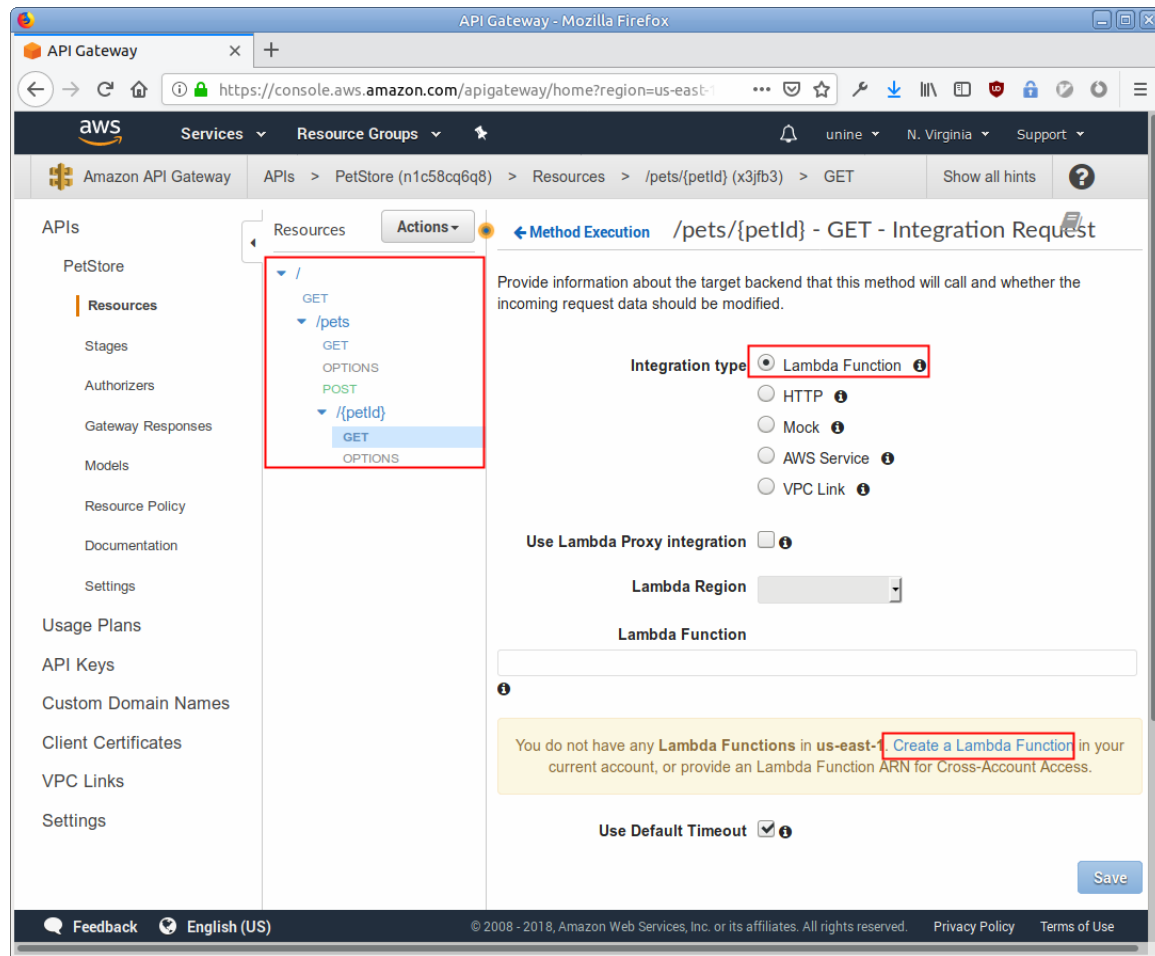 API Gateway - Mozilla Firefox
API Gateway
https://console.aws.amazon.com/apigateway/home?region=us-east-1
aws Services Resource Groups unine N. Virginia Support
Amazon API Gateway APIs > PetStore (n1c58cq6q8) > Resources > /pets/{petId} (x3jfb3) > GET Show all hints
APIs
PetStore
Resources
Stages
Authorizers
Gateway Responses
Models
Resource Policy
Documentation
Settings
Usage Plans
API Keys
Custom Domain Names
Client Certificates
VPC Links
Settings
Resources Actions
/
GET
/pets
GET
OPTIONS
POST
/{petId}
GET
OPTIONS
Method Execution /pets/{petId} - GET - Integration Request
Provide information about the target backend that this method will call and whether the
incoming request data should be modified.
Integration type Lambda Function
HTTP
Mock
AWS Service
VPC Link
Use Lambda Proxy integration
Lambda Region
Lambda Function
You do not have any Lambda Functions in us-east-1. Create a Lambda Function in your
current account, or provide an Lambda Function ARN for Cross-Account Access.
Use Default Timeout
Save
Feedback English (US) © 2008 - 2018, Amazon Web Services, Inc. or its affiliates. All rights reserved. Privacy Policy Terms of Use